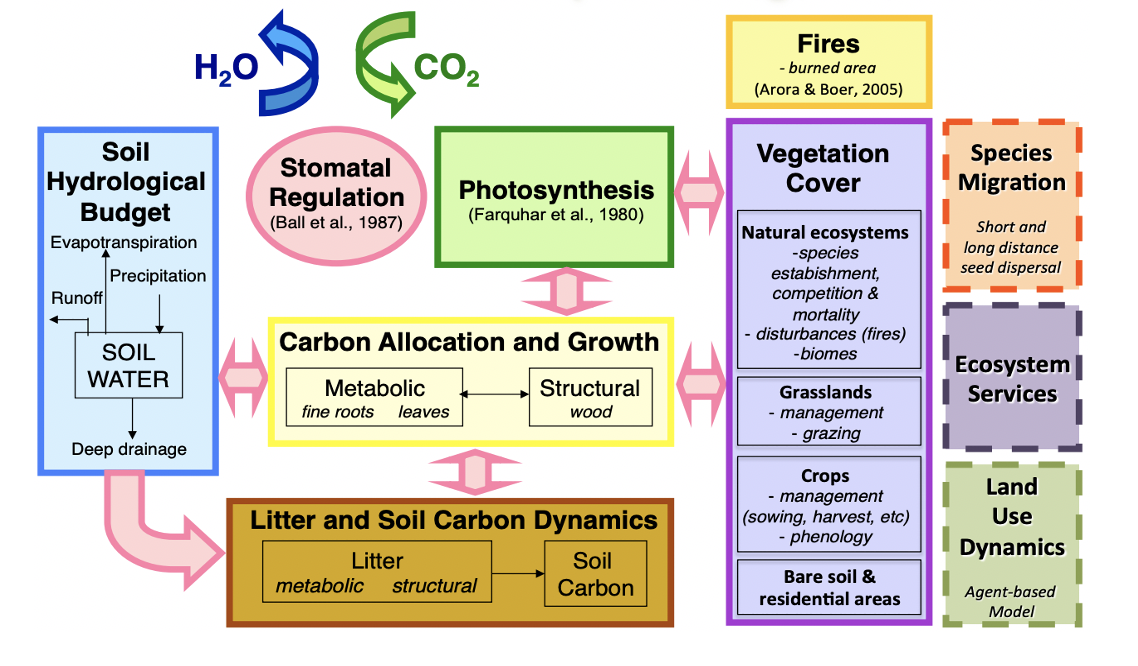 H₂O
CO₂
Fires
- burned area
(Arora & Boer, 2005)
Soil
Hydrological
Budget
Evapotranspiration
Precipitation
Runoff
SOIL
WATER
Deep drainage
Stomatal
Regulation
(Ball et al., 1987)
Photosynthesis
(Farquhar et al., 1980)
Carbon Allocation and Growth
Metabolic
fine roots leaves
Structural
wood
Litter and Soil Carbon Dynamics
Litter
metabolic structural
Soil
Carbon
Vegetation
Cover
Natural ecosystems
-species
estabishment,
competition &
mortality
- disturbances (fires)
-biomes
Grasslands
- management
- grazing
Crops
- management
(sowing, harvest, etc)
- phenology
Bare soil &
residential areas
Species
Migration
Short and
long distance
seed dispersal
Ecosystem
Services
Land
Use
Dynamics
Agent-based
Model